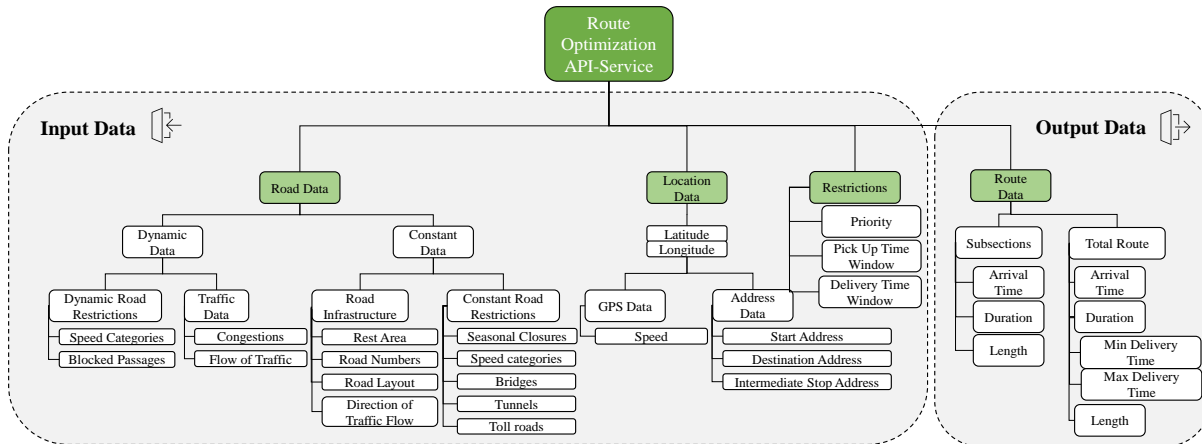 Route
Optimization
API-Service
Input Data
Output Data
Road Data
Location
Data
Restrictions
Route
Data
Dynamic
Data
Constant
Data
Latitude
Longitude
Priority
Pick Up Time
Window
Delivery Time
Window
Subsections
Total Route
Dynamic Road
Restrictions
Speed Categories
Blocked Passages
Traffic
Data
Congestions
Flow of Traffic
Road
Infrastructure
Rest Area
Road Numbers
Road Layout
Direction of
Traffic Flow
Constant Road
Restrictions
Seasonal Closures
Speed categories
Bridges
Tunnels
Toll roads
GPS Data
Speed
Address
Data
Start Address
Destination Address
Intermediate Stop Address
Arrival
Time
Duration
Length
Arrival
Time
Duration
Min Delivery
Time
Max Delivery
Time
Length